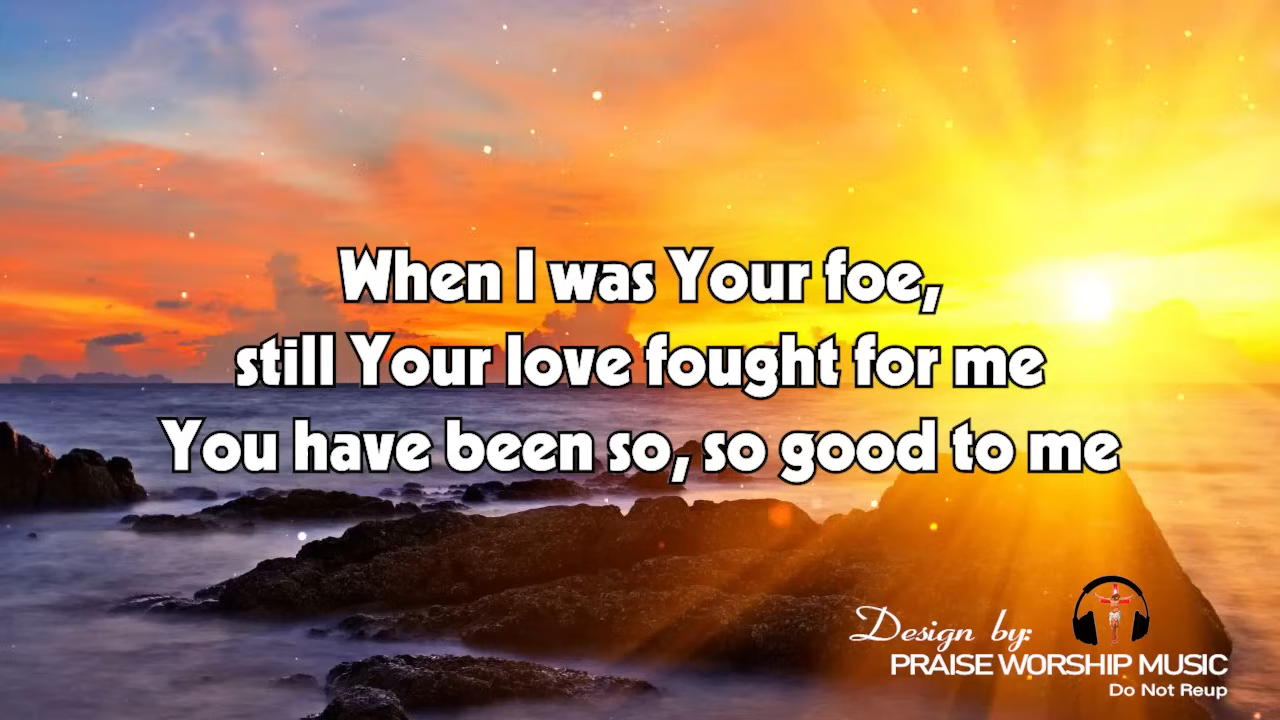 When I was Your foe,
still Your love fought for me
You have been so, so good to me
Design by:
PRAISE WORSHIP MUSIC
Do Not Reup